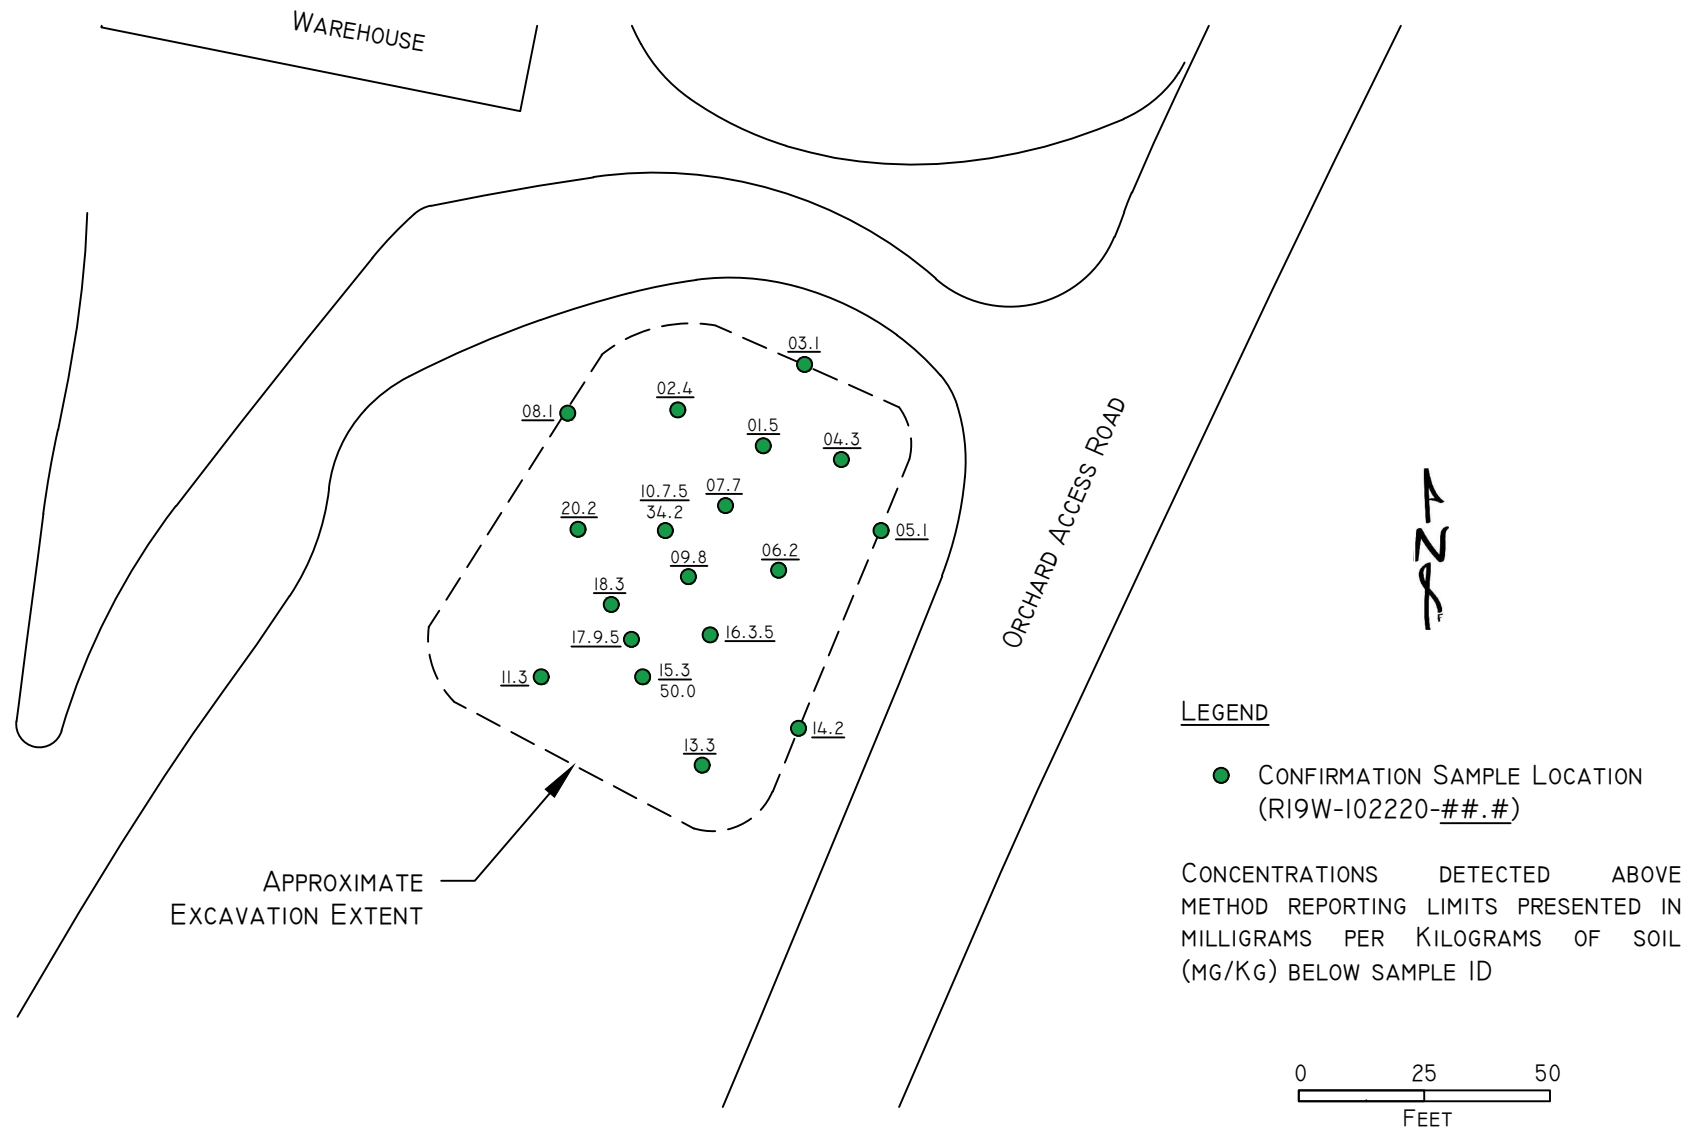 WAREHOUSE
03.1
02.4
08.1
01.5
04.3
07.7
10.7.5
34.2
20.2
05.1
06.2
09.8
18.3
17.9.5
16.3.5
11.3
15.3
50.0
14.2
13.3
ORCHARD ACCESS ROAD
APPROXIMATE
EXCAVATION EXTENT
N
F
LEGEND
CONFIRMATION SAMPLE LOCATION
(R19W-102220-##.#)
CONCENTRATIONS DETECTED ABOVE
METHOD REPORTING LIMITS PRESENTED IN
MILLIGRAMS PER KILOGRAMS OF SOIL
(MG/KG) BELOW SAMPLE ID
0 25 50
FEET